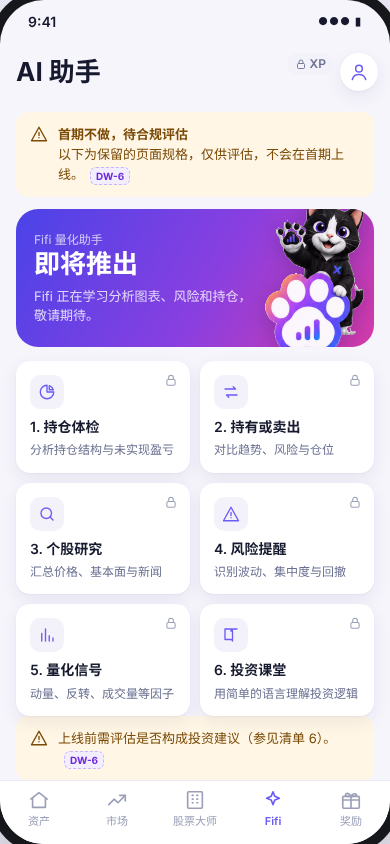 9:41
AI 助手
XP
首期不做，待合规评估
以下为保留的页面规格，仅供评估，不会在首期上
线。 DW-6
Fifi 量化助手
即将推出
Fifi 正在学习分析图表、风险和持仓，
敬请期待。
1. 持仓体检
分析持仓结构与未实现盈亏
2. 持有或卖出
对比趋势、风险与仓位
3. 个股研究
汇总价格、基本面与新闻
4. 风险提醒
识别波动、集中度与回撤
5. 量化信号
动量、反转、成交量等因子
6. 投资课堂
用简单的语言理解投资逻辑
上线前需评估是否构成投资建议（参见清单 6）。
DW-6
资产
市场
股票大师
Fifi
奖励